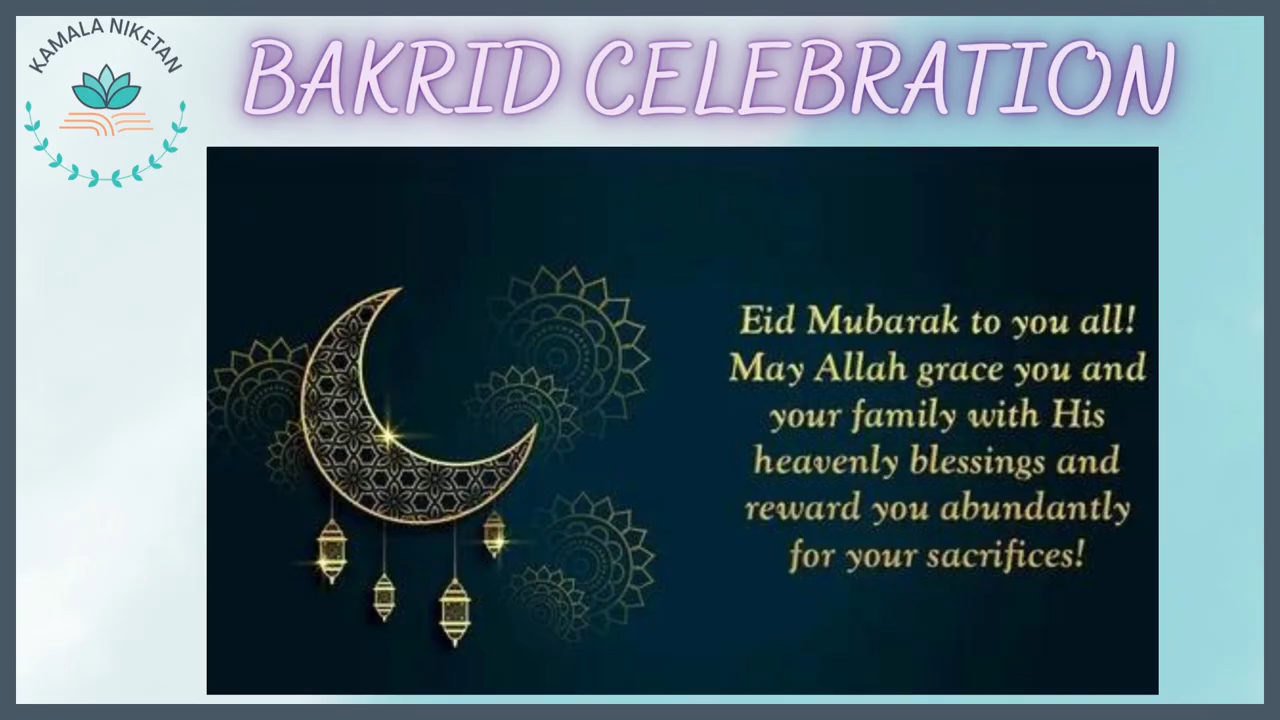 KAMALA NIKETAN
BAKRID CELEBRATION
Eid Mubarak to you all!
May Allah grace you and
your family with His
heavenly blessings and
reward you abundantly
for your sacrifices!